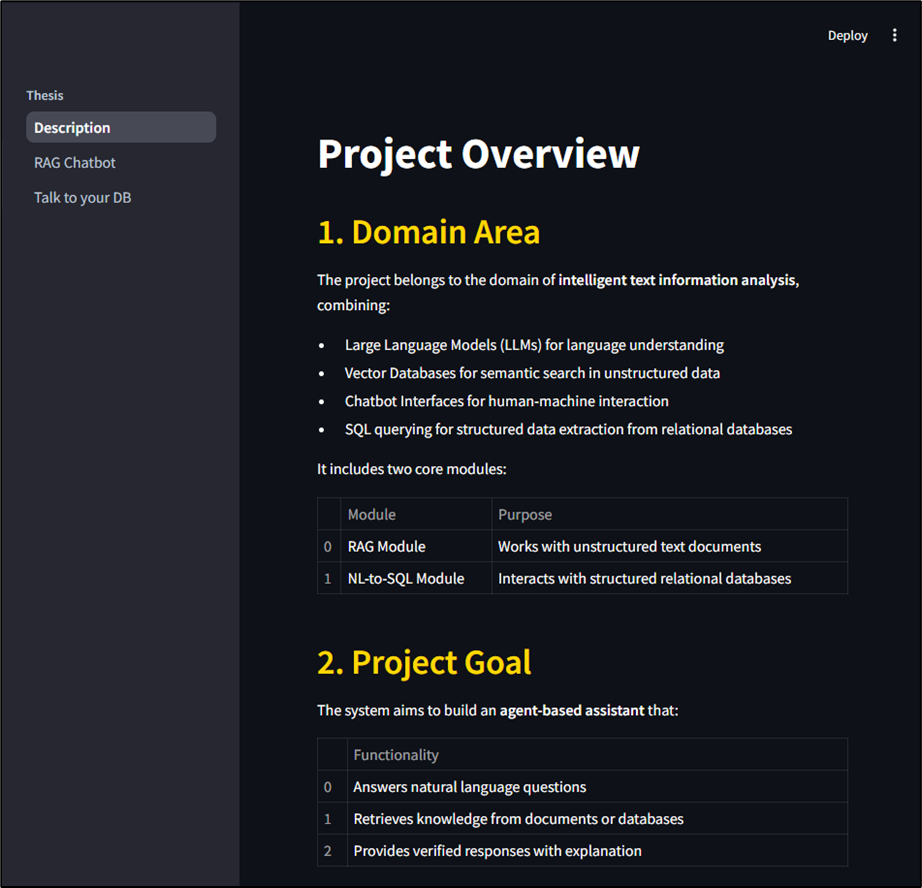 Deploy
Thesis
Description
RAG Chatbot
Talk to your DB
Project Overview
1. Domain Area
The project belongs to the domain of intelligent text information analysis,
combining:
• Large Language Models (LLMs) for language understanding
• Vector Databases for semantic search in unstructured data
• Chatbot Interfaces for human-machine interaction
• SQL querying for structured data extraction from relational databases
It includes two core modules:
Module Purpose
0 RAG Module Works with unstructured text documents
1 NL-to-SQL Module Interacts with structured relational databases
2. Project Goal
The system aims to build an agent-based assistant that:
Functionality
0 Answers natural language questions
1 Retrieves knowledge from documents or databases
2 Provides verified responses with explanation